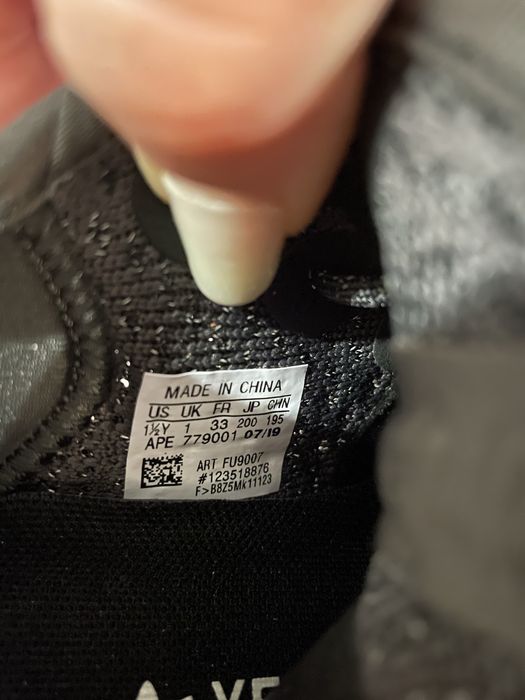 MADE IN CHINA
US UK FR JP CHN
1½Y 1 33 200 195
APE 779001 07/19
ART FU9007
#123518876
F>B8Z5MK11123